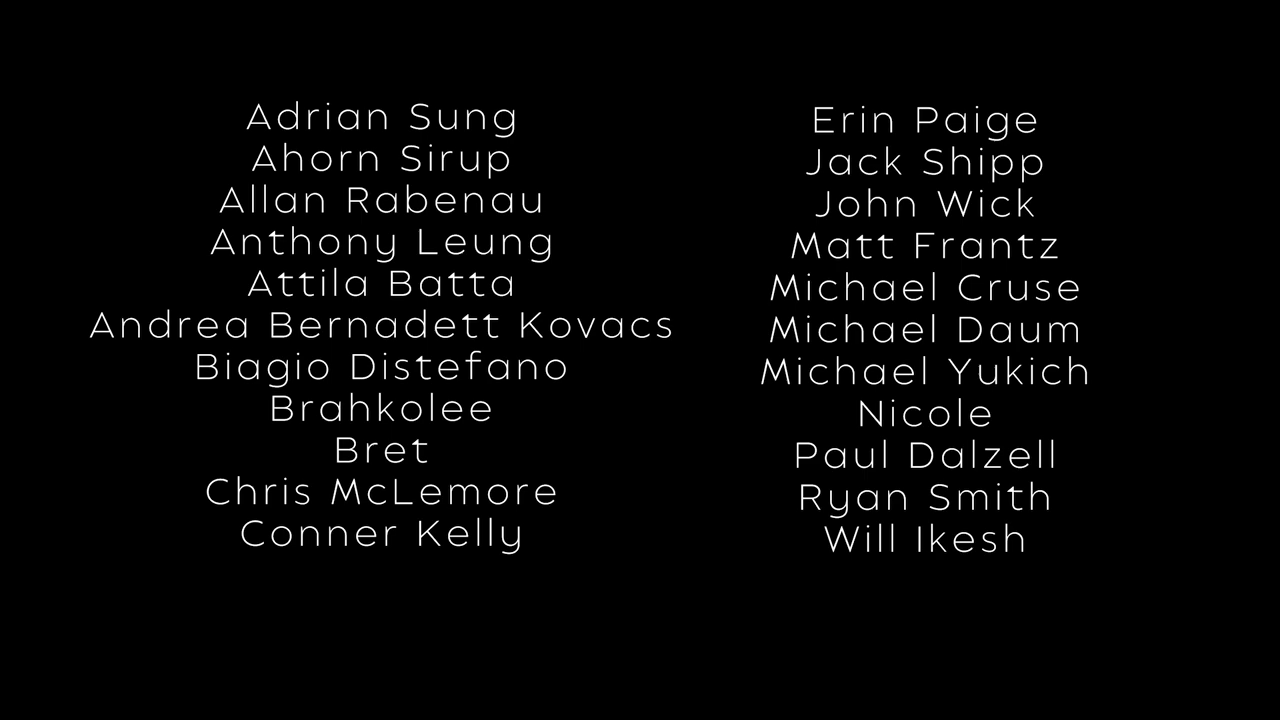 Adrian Sung
Ahorn Sirup
Allan Rabenau
Anthony Leung
Attila Batta
Andrea Bernadett Kovacs
Biagio Distefano
Brahkolee
Bret
Chris McLemore
Conner Kelly
Erin Paige
Jack Shipp
John Wick
Matt Frantz
Michael Cruse
Michael Daum
Michael Yukich
Nicole
Paul Dalzell
Ryan Smith
Will Ikesh